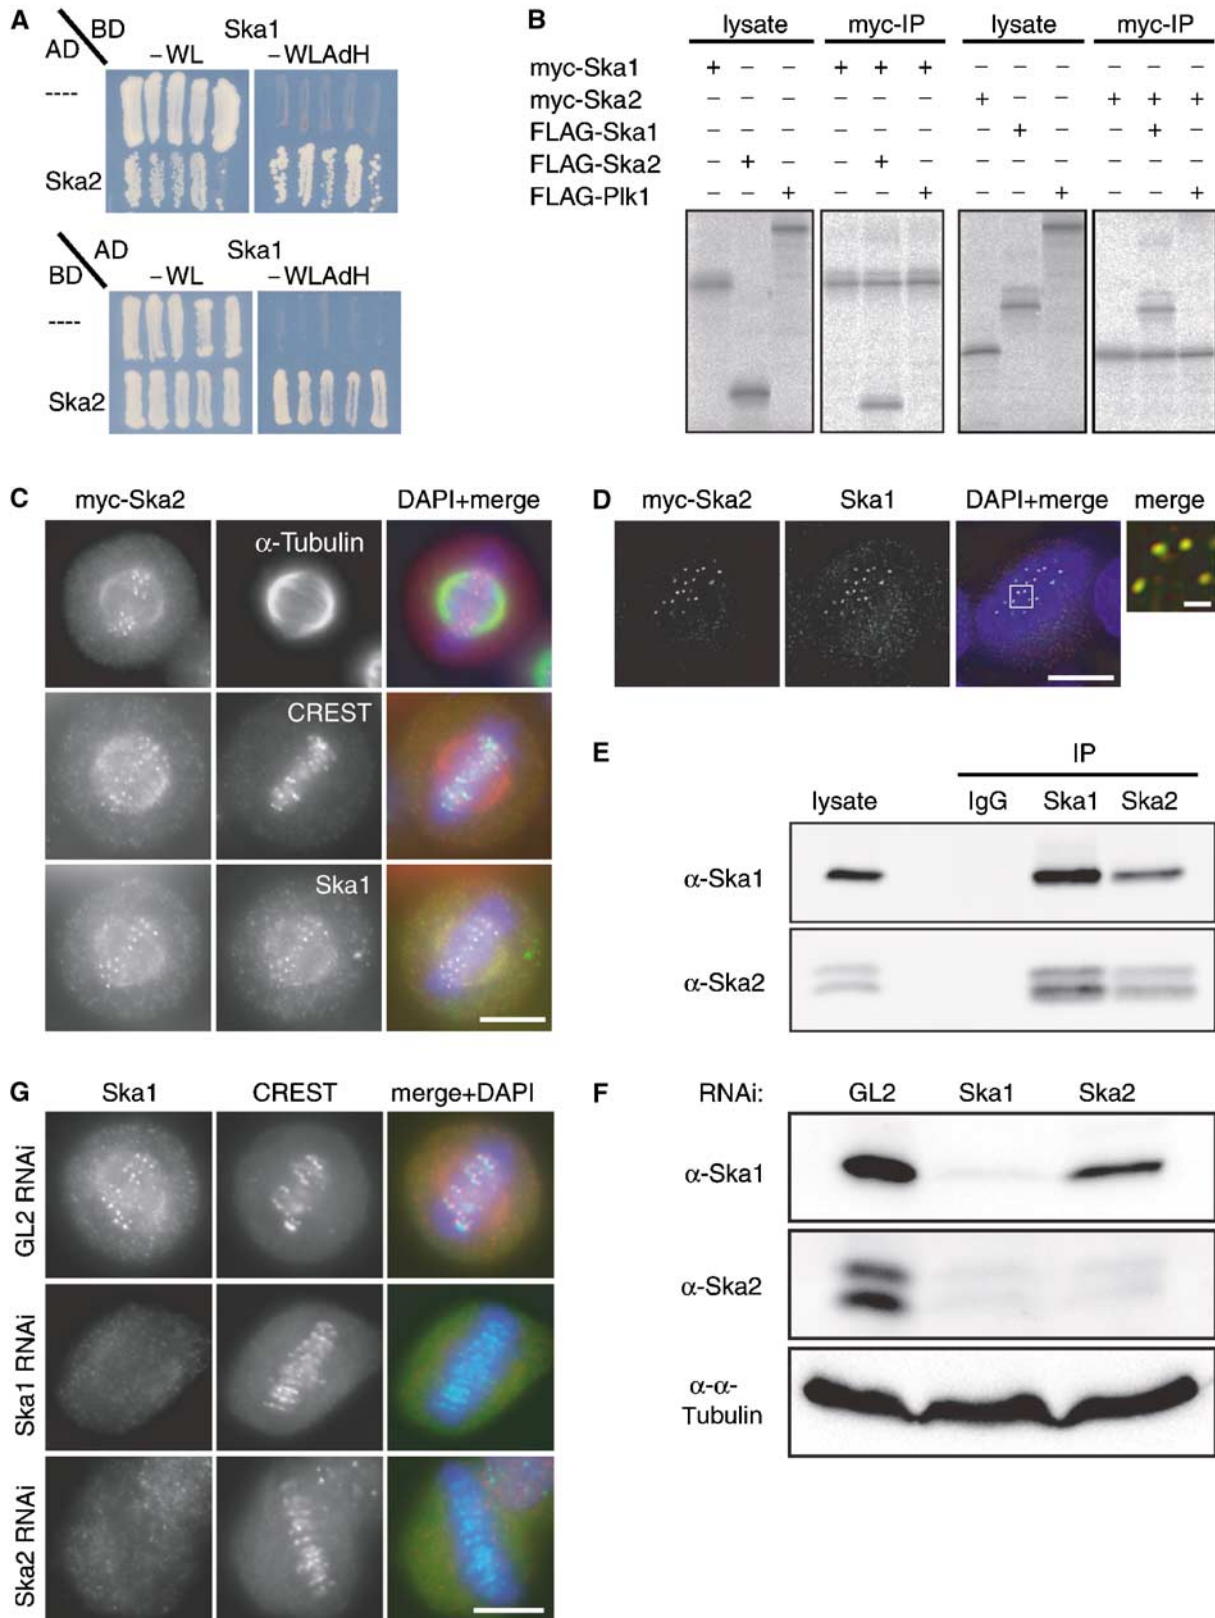 A
BD
Ska1
AD
–WL
–WLAdH
----
Ska2
AD
Ska1
BD
–WL
–WLAdH
----
Ska2
B
lysate
myc-IP
lysate
myc-IP
myc-Ska1 + – – + + + – – – – – –
myc-Ska2 – – – – – – + – – + + +
FLAG-Ska1 – – – – – – – + – – + –
FLAG-Ska2 – + – – + – – – – – – –
FLAG-Plk1 – – + – – + – – + – – +
C
myc-Ska2
DAPI+merge
α-Tubulin
CREST
Ska1
D
myc-Ska2
Ska1
DAPI+merge
merge
E
IP
lysate
IgG
Ska1
Ska2
α-Ska1
α-Ska2
G
Ska1
CREST
merge+DAPI
GL2 RNAi
Ska1 RNAi
Ska2 RNAi
F
RNAi:
GL2
Ska1
Ska2
α-Ska1
α-Ska2
α-α-
Tubulin